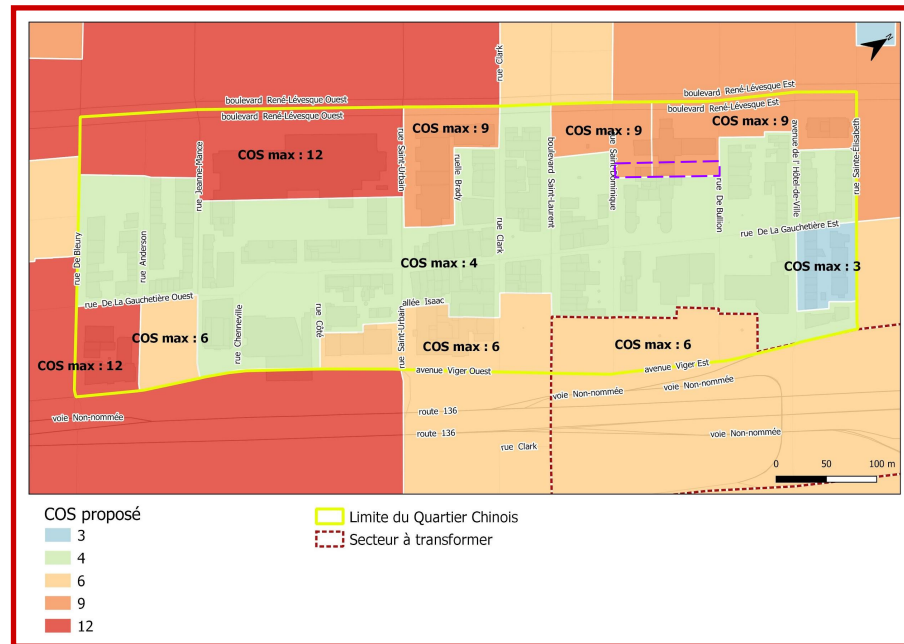 N
rue Clark
boulevard René-Lévesque Ouest
boulevard René-Lévesque Ouest
boulevard René-Lévesque Est
boulevard René-Lévesque Est
COS max : 12
COS max : 9
COS max : 9
COS max : 9
rue Jeanne-Mance
rue Saint-Urbain
ruelle Brady
boulevard Saint-Laurent
rue Saint-Dominique
rue De Bullion
avenue de l' Hôtel-de-Ville
rue Sainte-Élisabeth
rue De Bleury
rue Anderson
rue Clark
rue De La Gauchetière Est
COS max : 4
COS max : 3
rue De La Gauchetière Ouest
allée Isaac
COS max : 12
COS max : 6
rue Chenneville
rue Côté
rue Saint-Urbain
COS max : 6
COS max : 6
avenue Viger Ouest
avenue Viger Est
voie Non-nommée
route 136
route 136
rue Clark
voie Non-nommée
voie Non-nommée
voie Non-nommée
0 50 100 m
COS proposé
3
4
6
9
12
Limite du Quartier Chinois
Secteur à transformer